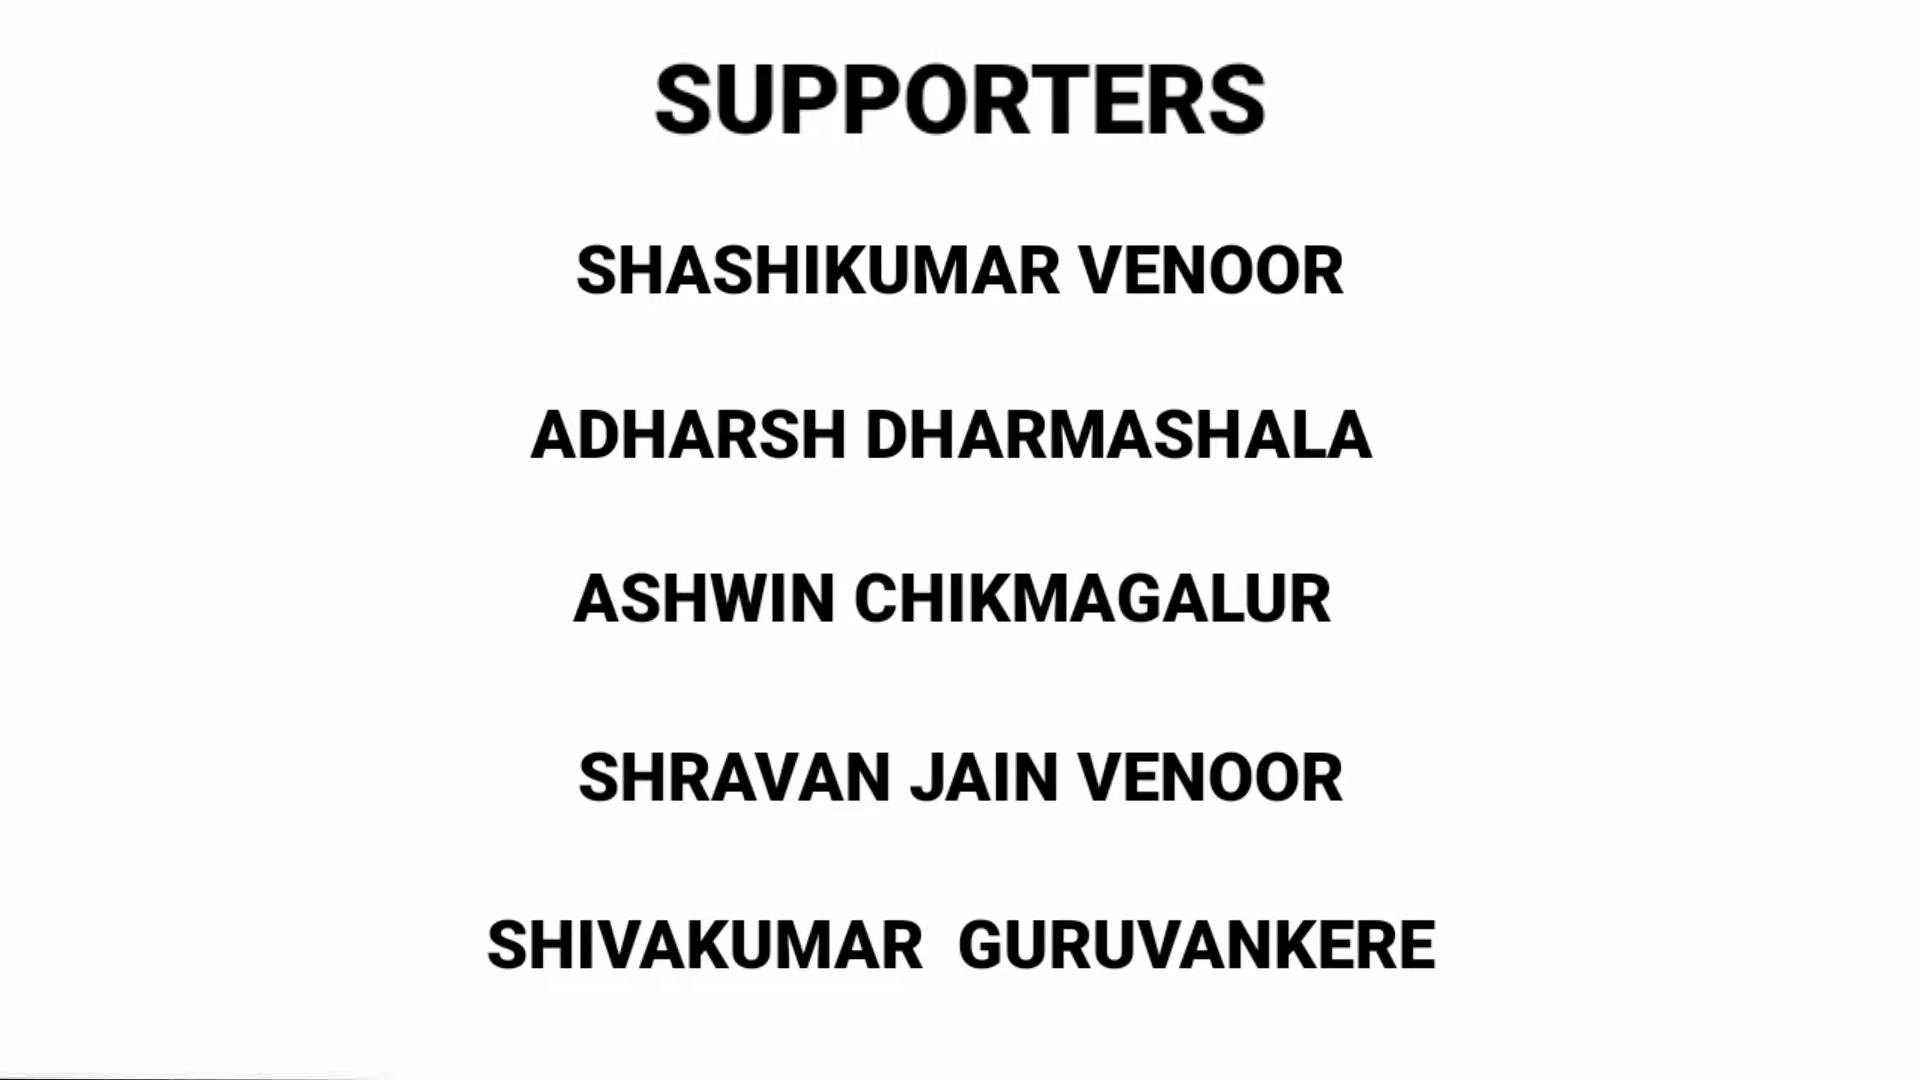 SUPPORTERS
SHASHIKUMAR VENOOR
ADHARSH DHARMASHALA
ASHWIN CHIKMAGALUR
SHRAVAN JAIN VENOOR
SHIVAKUMAR  GURUVANKERE